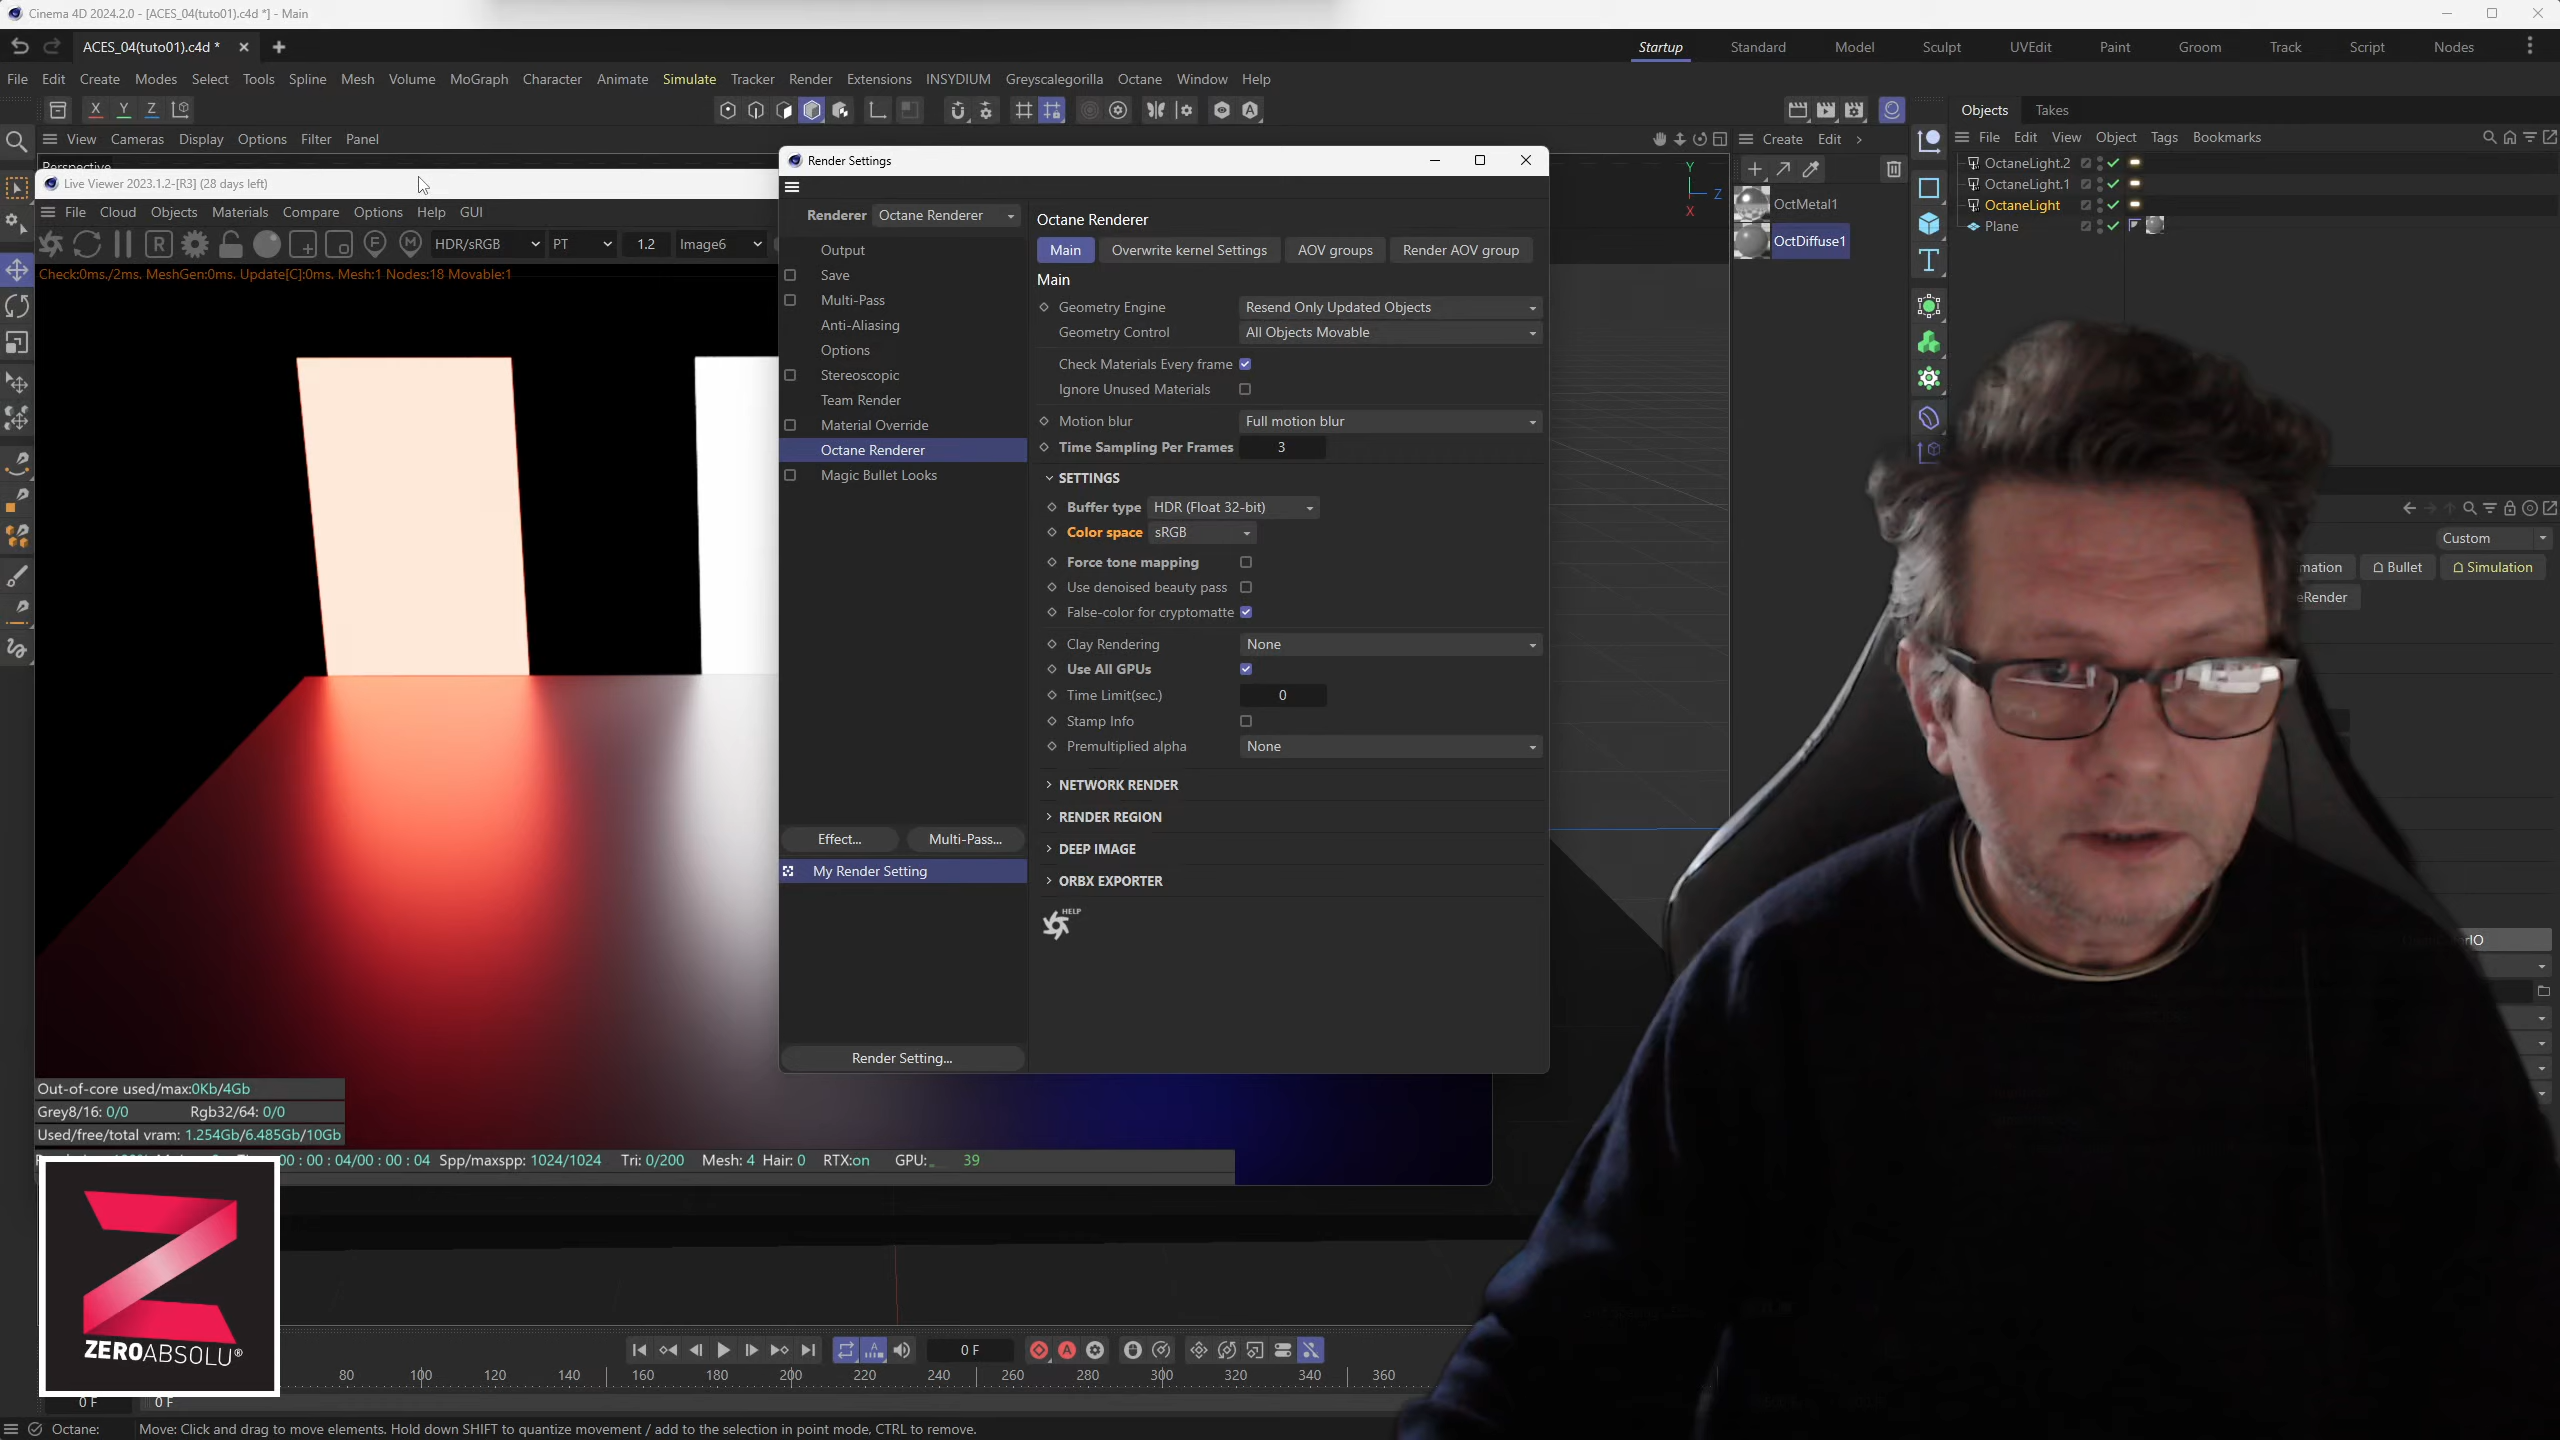 Cinema 4D 2024.2.0 - [ACES_04(tuto01).c4d *] - Main
ACES_04(tuto01).c4d *
Startup Standard Model Sculpt UVEdit Paint Groom Track Script Nodes
File Edit Create Modes Select Tools Spline Mesh Volume MoGraph Character Animate Simulate Tracker Render Extensions INSYDIUM Greyscalegorilla Octane Window Help
X Y Z
Objects Takes
View Cameras Display Options Filter Panel
Create Edit
File Edit View Object Tags Bookmarks
Perspective
Render Settings
OctaneLight.2
Live Viewer 2023.1.2-[R3] (28 days left)
OctaneLight.1
OctMetal1
OctaneLight
File Cloud Objects Materials Compare Options Help GUI
Renderer Octane Renderer
Octane Renderer
Plane
OctDiffuse1
HDR/sRGB PT 1.2 Image6
Y
Z
X
Check:0ms./2ms. MeshGen:0ms. Update[C]:0ms. Mesh:1 Nodes:18 Movable:1
Output
Save
Multi-Pass
Anti-Aliasing
Options
Stereoscopic
Team Render
Material Override
Octane Renderer
Magic Bullet Looks
Effect...
Multi-Pass...
My Render Setting
Render Setting...
Main Overwrite kernel Settings AOV groups Render AOV group
Main
Geometry Engine Resend Only Updated Objects
Geometry Control All Objects Movable
Check Materials Every frame
Ignore Unused Materials
Motion blur Full motion blur
Time Sampling Per Frames 3
SETTINGS
Buffer type HDR (Float 32-bit)
Color space sRGB
Force tone mapping
Use denoised beauty pass
False-color for cryptomatte
Clay Rendering None
Use All GPUs
Time Limit(sec.) 0
Stamp Info
Premultiplied alpha None
NETWORK RENDER
RENDER REGION
DEEP IMAGE
ORBX EXPORTER
HELP
Custom
mation Bullet Simulation
eRender
IO
Out-of-core used/max:0Kb/4Gb
Grey8/16: 0/0 Rgb32/64: 0/0
Used/free/total vram: 1.254Gb/6.485Gb/10Gb
00 : 00 : 04/00 : 00 : 04 Spp/maxspp: 1024/1024 Tri: 0/200 Mesh: 4 Hair: 0 RTX:on GPU: 39
ZEROABSOLU®
0 F
80 100 120 140 160 180 200 220 240 260 280 300 320 340 360
0 F 0 F
Octane: Move: Click and drag to move elements. Hold down SHIFT to quantize movement / add to the selection in point mode, CTRL to remove.